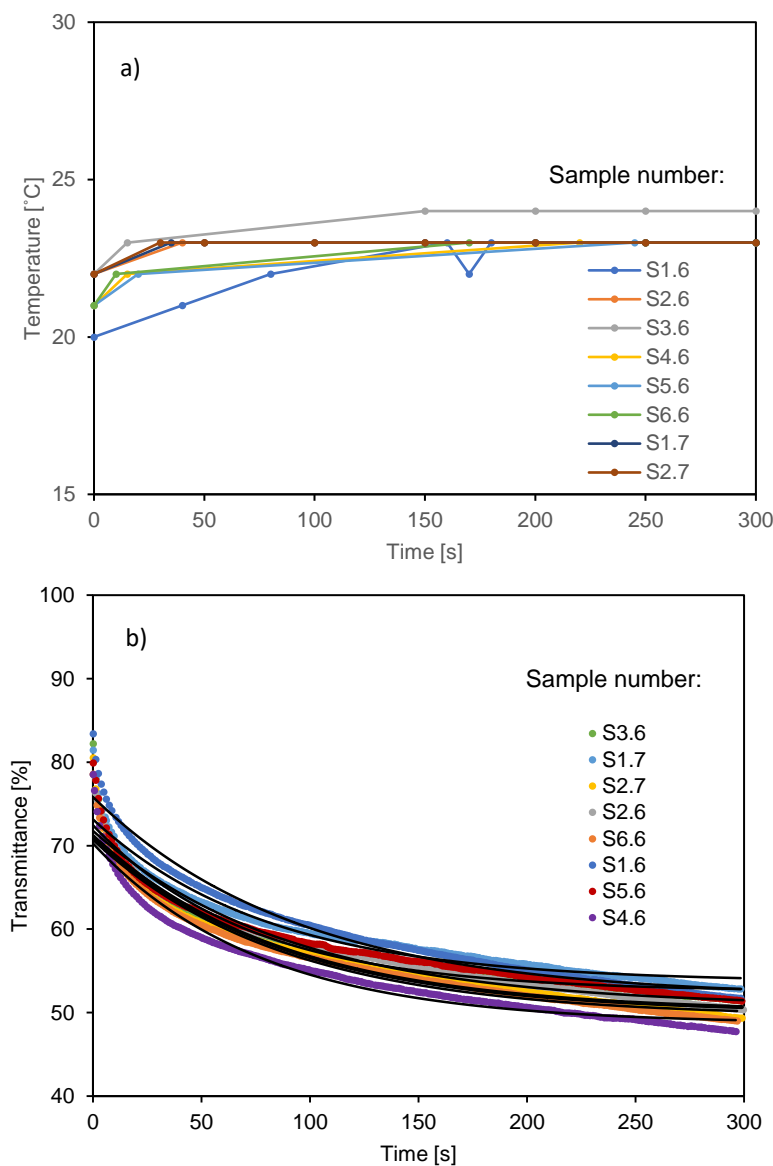 30
a)
25
Sample number:
Temperature [˚C]
20
S1.6
S2.6
S3.6
S4.6
S5.6
S6.6
S1.7
S2.7
15
0 50 100 150 200 250 300
Time [s]
100
b)
90
Sample number:
80
70
60
50
40
Transmittance [%]
S3.6
S1.7
S2.7
S2.6
S6.6
S1.6
S5.6
S4.6
0 50 100 150 200 250 300
Time [s]